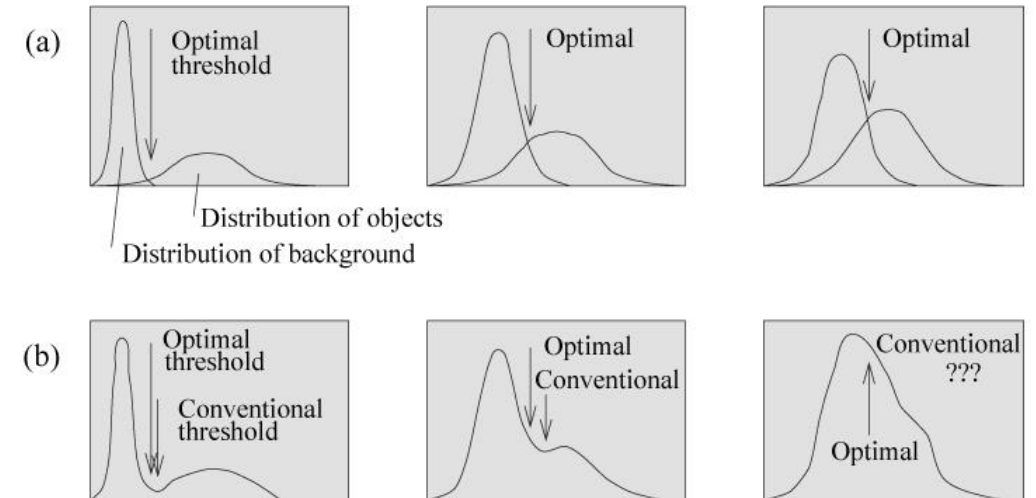 (a)
Optimal
threshold
Optimal
Optimal
Distribution of objects
Distribution of background
(b)
Optimal
threshold
Conventional
threshold
Optimal
Conventional
Conventional
???
Optimal